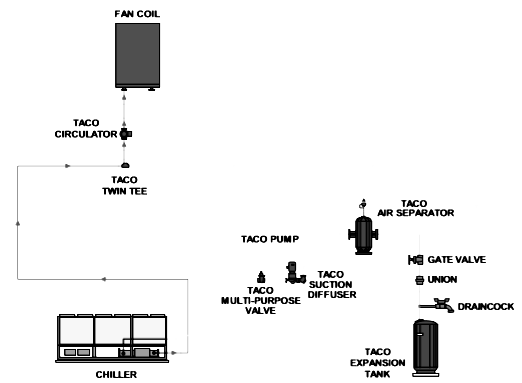 FAN COIL
TACO
CIRCULATOR
TACO
TWIN TEE
TACO
AIR SEPARATOR
TACO PUMP
GATE VALVE
TACO
SUCTION
DIFFUSER
UNION
TACO
MULTI-PURPOSE
VALVE
DRAINCOCK
TACO
EXPANSION
TANK
CHILLER